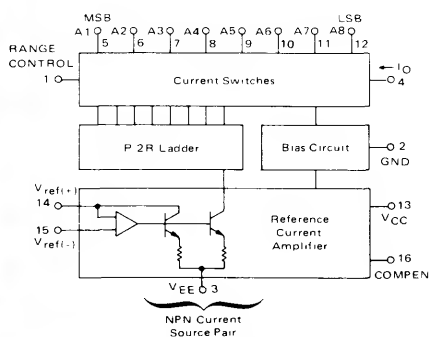 MSB LSB
A1 A2 A3 A4 A5 A6 A7 A8
5 6 7 8 9 10 11 12
RANGE
CONTROL
1
Current Switches
IO
4
P 2R Ladder
Bias Circuit
2
GND
Vref(+)
14
15
Vref(-)
Reference
Current
Amplifier
13
VCC
16
COMPEN
VEE 3
NPN Current
Source Pair